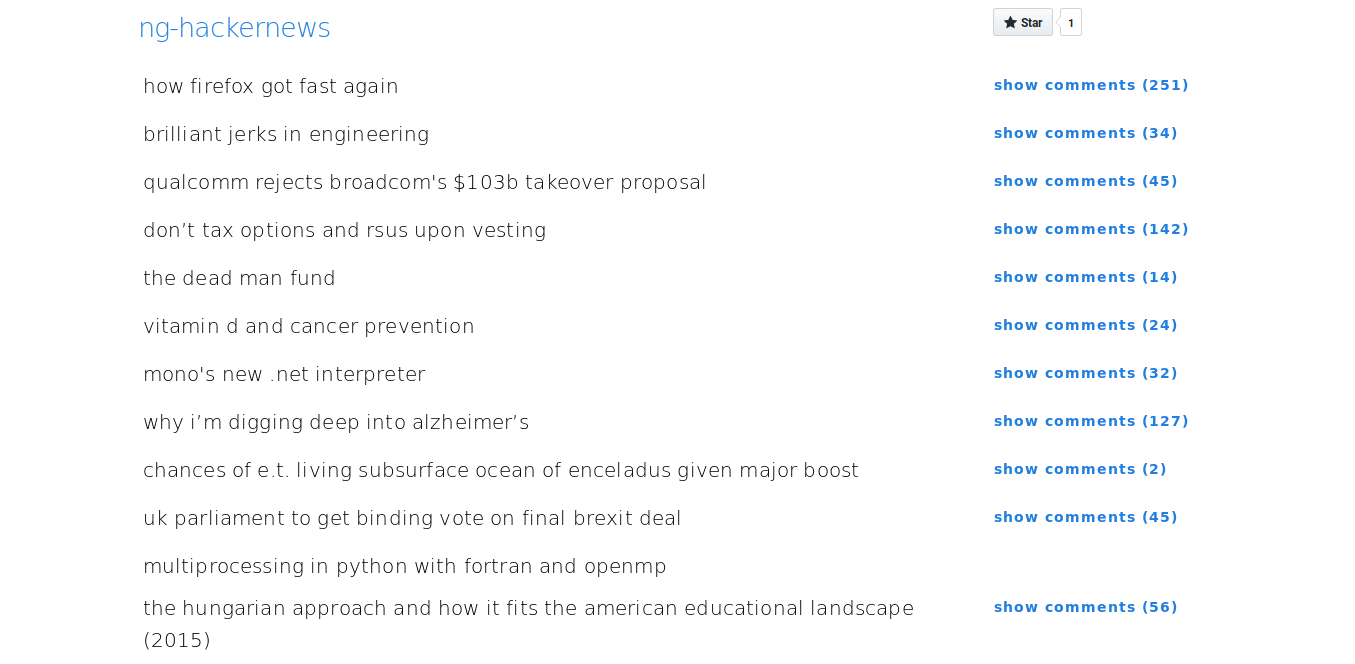 ng-hackernews
Star 1
how firefox got fast again show comments (251)
brilliant jerks in engineering show comments (34)
qualcomm rejects broadcom's $103b takeover proposal show comments (45)
don’t tax options and rsus upon vesting show comments (142)
the dead man fund show comments (14)
vitamin d and cancer prevention show comments (24)
mono's new .net interpreter show comments (32)
why i’m digging deep into alzheimer’s show comments (127)
chances of e.t. living subsurface ocean of enceladus given major boost show comments (2)
uk parliament to get binding vote on final brexit deal show comments (45)
multiprocessing in python with fortran and openmp
the hungarian approach and how it fits the american educational landscape show comments (56)
(2015)